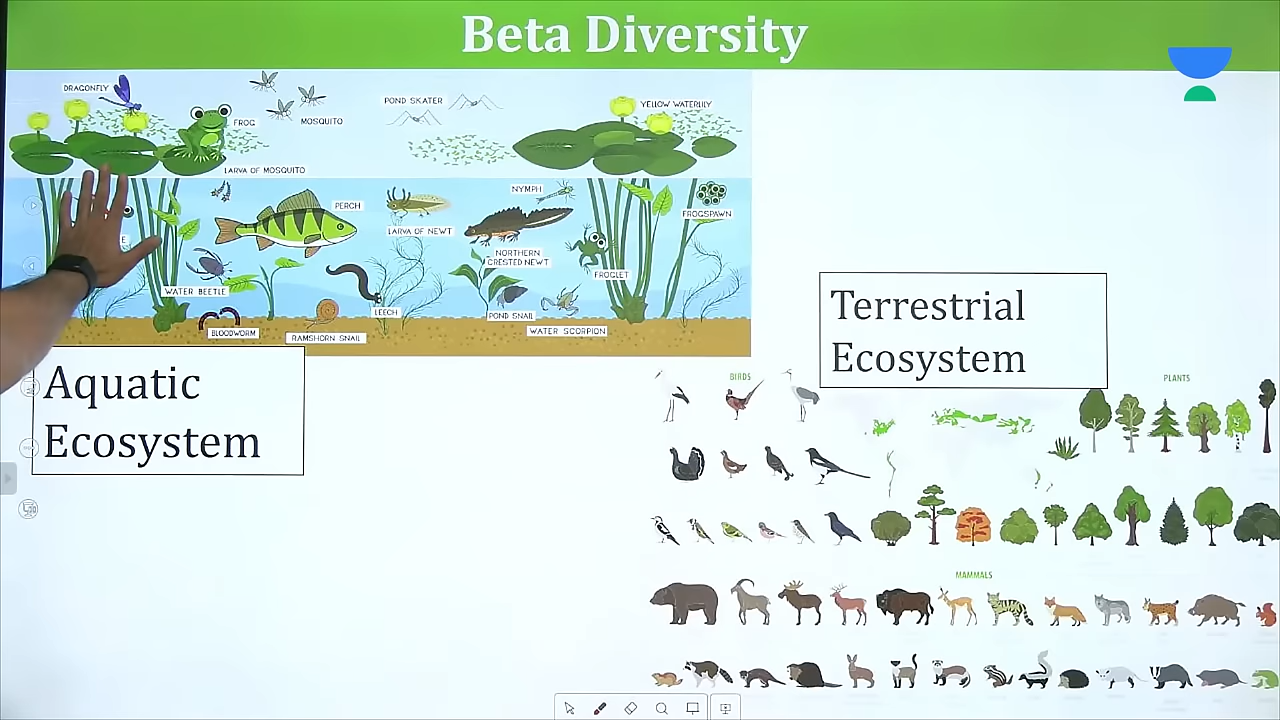 Beta Diversity
DRAGONFLY
FROG
MOSQUITO
POND SKATER
YELLOW WATERLILY
LARVA OF MOSQUITO
PERCH
LARVA OF NEWT
NYMPH
NORTHERN
CRESTED NEWT
FROGLET
FROGSPAWN
WATER BEETLE
BLOODWORM
RAMSHORN SNAIL
LEECH
POND SNAIL
WATER SCORPION
Aquatic
Ecosystem
Terrestrial
Ecosystem
BIRDS
PLANTS
MAMMALS